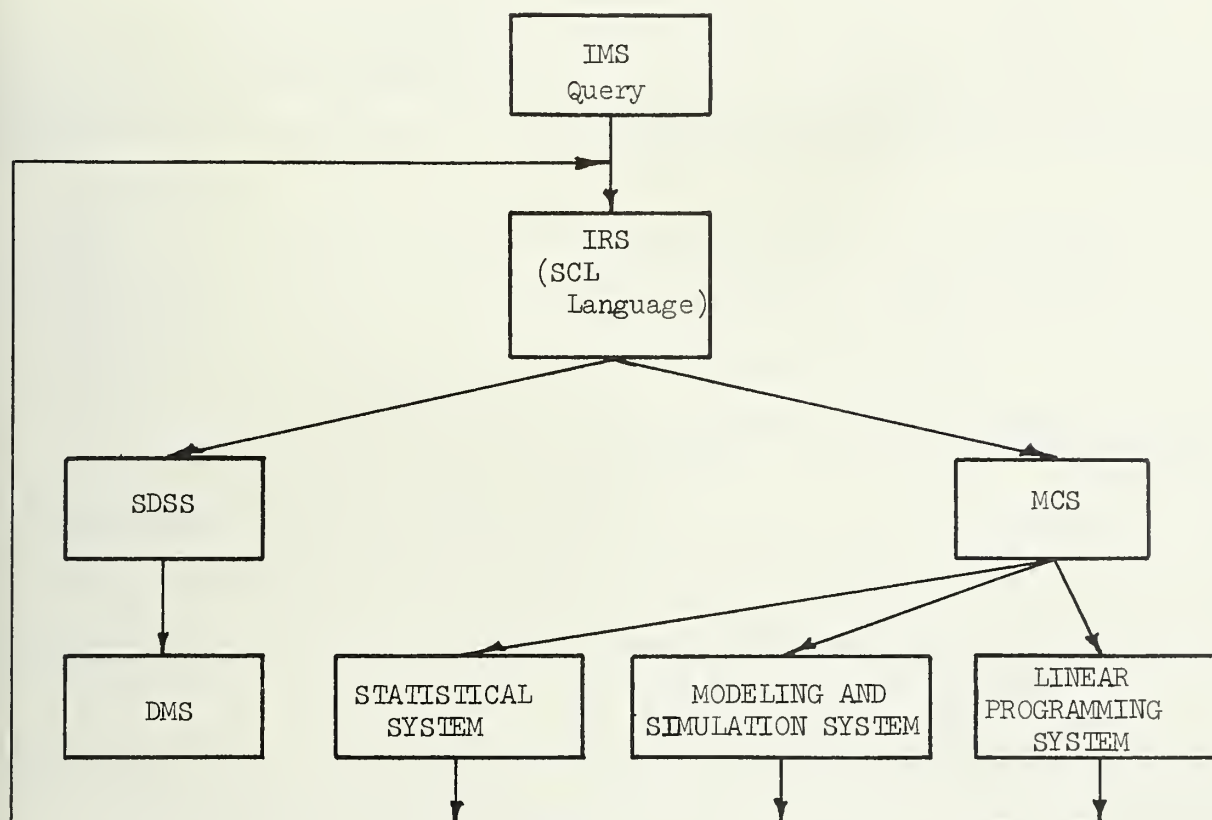 IMS
Query
IRS
(SCL
Language)
SDSS
MCS
DMS
STATISTICAL
SYSTEM
MODELING AND
SIMULATION SYSTEM
LINEAR
PROGRAMMING
SYSTEM